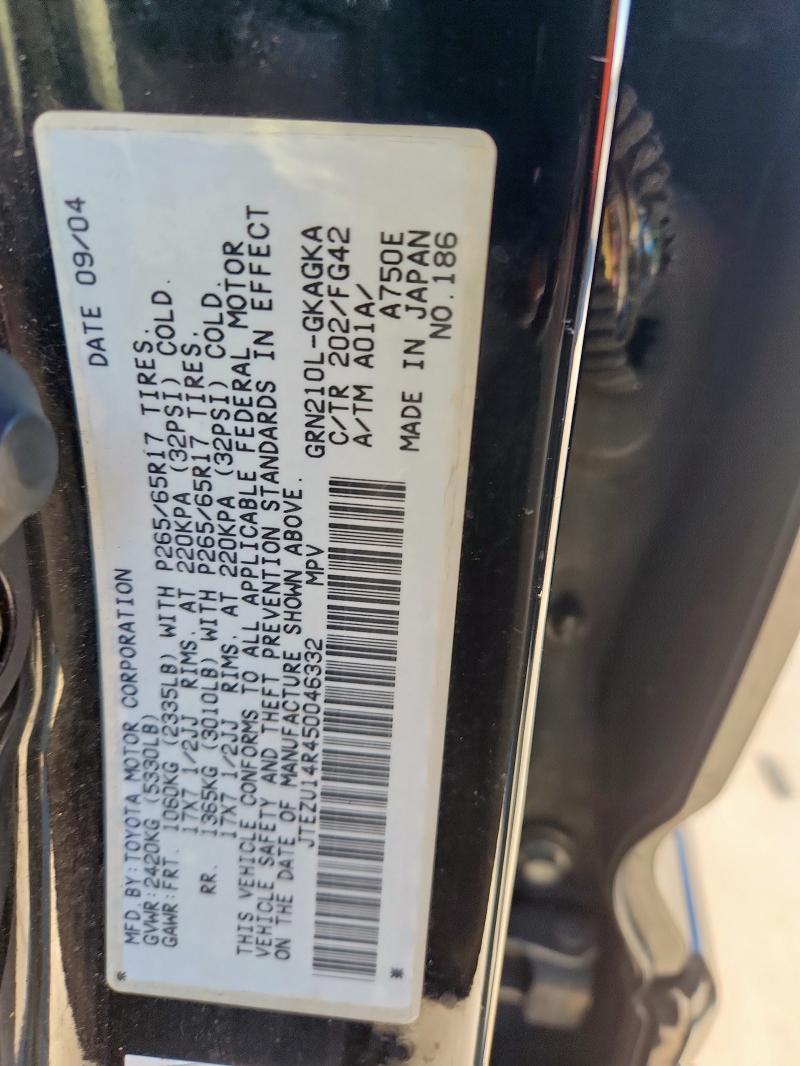 MFD. BY: TOYOTA MOTOR CORPORATION DATE 09/04
GVWR: 2420KG (5330LB)
GAWR: FRT. 1060KG (2335LB) WITH P265/65R17 TIRES.
17X7 1/2JJ RIMS. AT 220KPA (32PSI) COLD.
RR. 1365KG (3010LB) WITH P265/65R17 TIRES.
17X7 1/2JJ RIMS. AT 220KPA (32PSI) COLD.
THIS VEHICLE CONFORMS TO ALL APPLICABLE FEDERAL MOTOR
VEHICLE SAFETY AND THEFT PREVENTION STANDARDS IN EFFECT
ON THE DATE OF MANUFACTURE SHOWN ABOVE.
JTEZU14R450046332 MPV
GRN210L-GKAGKA
C/TR 202/FG42
A/TM A01A/
A750E
MADE IN JAPAN
NO.186